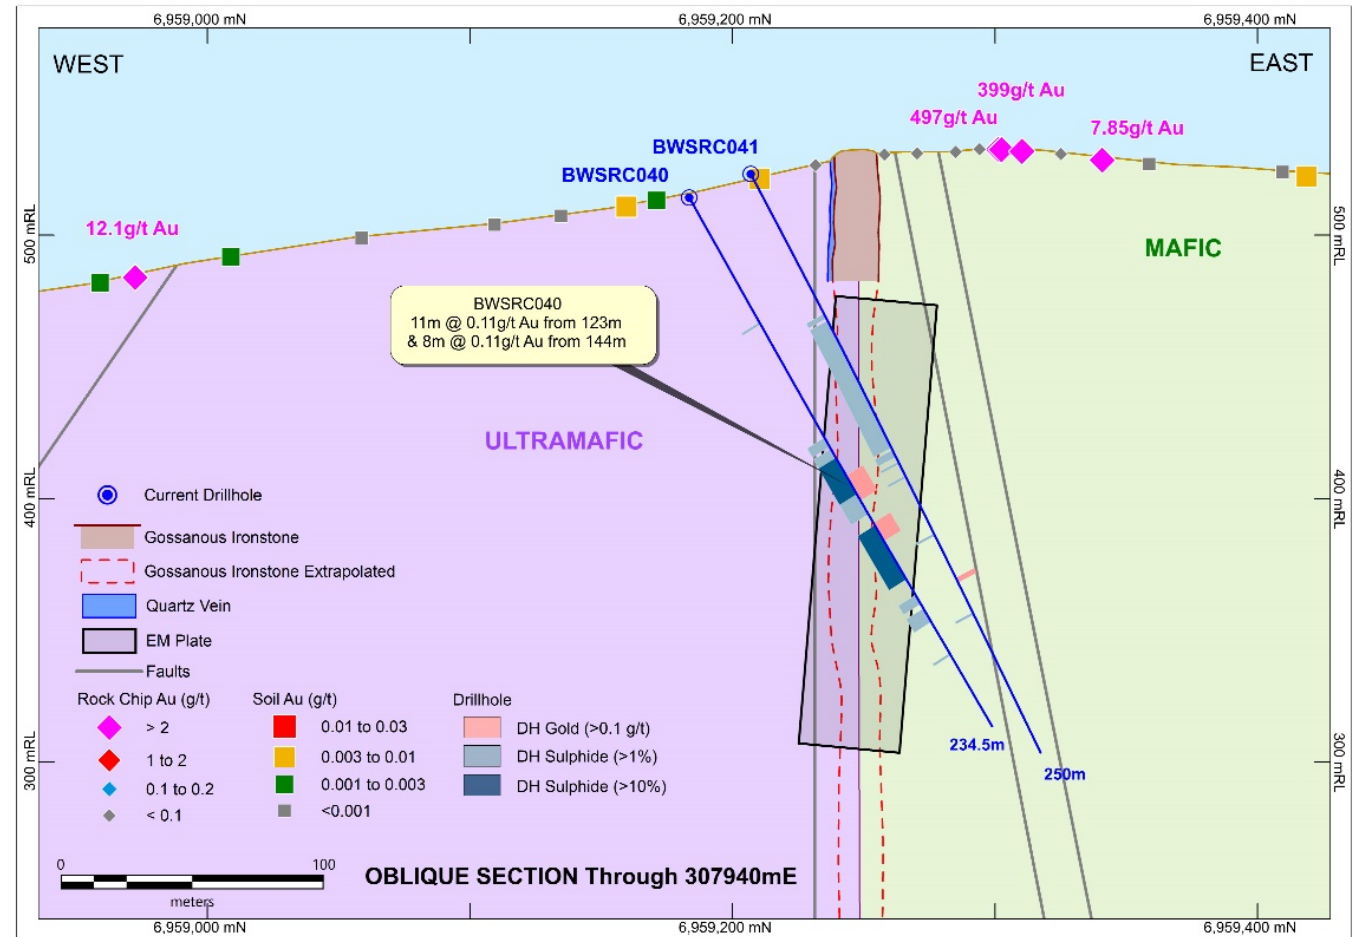 6,959,000 mN
6,959,200 mN
6,959,400 mN
WEST
EAST
399g/t Au
497g/t Au
7.85g/t Au
BWSRC041
BWSRC040
12.1g/t Au
500 mRL
500 mRL
MAFIC
BWSRC040
11m @ 0.11g/t Au from 123m
& 8m @ 0.11g/t Au from 144m
ULTRAMAFIC
400 mRL
400 mRL
Current Drillhole
Gossanous Ironstone
Gossanous Ironstone Extrapolated
Quartz Vein
EM Plate
Faults
Rock Chip Au (g/t)
> 2
1 to 2
0.1 to 0.2
< 0.1
Soil Au (g/t)
0.01 to 0.03
0.003 to 0.01
0.001 to 0.003
<0.001
Drillhole
DH Gold (>0.1 g/t)
DH Sulphide (>1%)
DH Sulphide (>10%)
234.5m
250m
300 mRL
300 mRL
0
100
meters
OBLIQUE SECTION Through 307940mE
6,959,000 mN
6,959,200 mN
6,959,400 mN